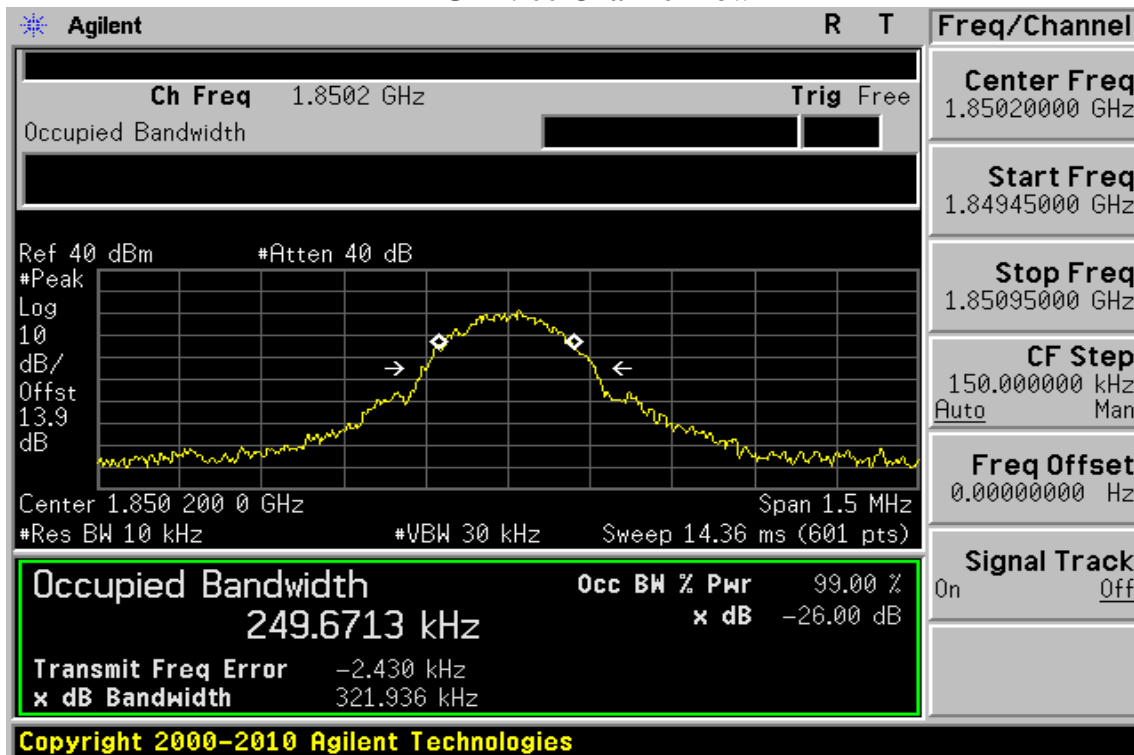 Agilent R T
Ch Freq 1.8502 GHz Trig Free
Occupied Bandwidth
Ref 40 dBm #Atten 40 dB
#Peak
Log
10
dB/
Offst
13.9
dB
Center 1.850 200 0 GHz Span 1.5 MHz
#Res BW 10 kHz #VBW 30 kHz Sweep 14.36 ms (601 pts)
Occupied Bandwidth Occ BW % Pwr 99.00 %
249.6713 kHz x dB -26.00 dB
Transmit Freq Error -2.430 kHz
x dB Bandwidth 321.936 kHz
Copyright 2000-2010 Agilent Technologies
Freq/Channel
Center Freq
1.85020000 GHz
Start Freq
1.84945000 GHz
Stop Freq
1.85095000 GHz
CF Step
150.000000 kHz
Auto Man
Freq Offset
0.00000000 Hz
Signal Track
On Off